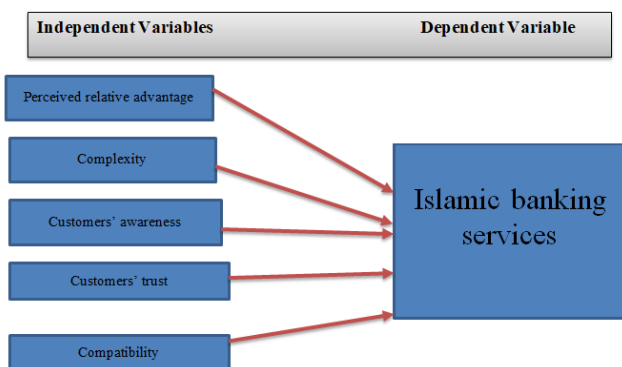 Independent Variables
Dependent Variable
Perceived relative advantage
Complexity
Customers’ awareness
Customers’ trust
Compatibility
Islamic banking
services